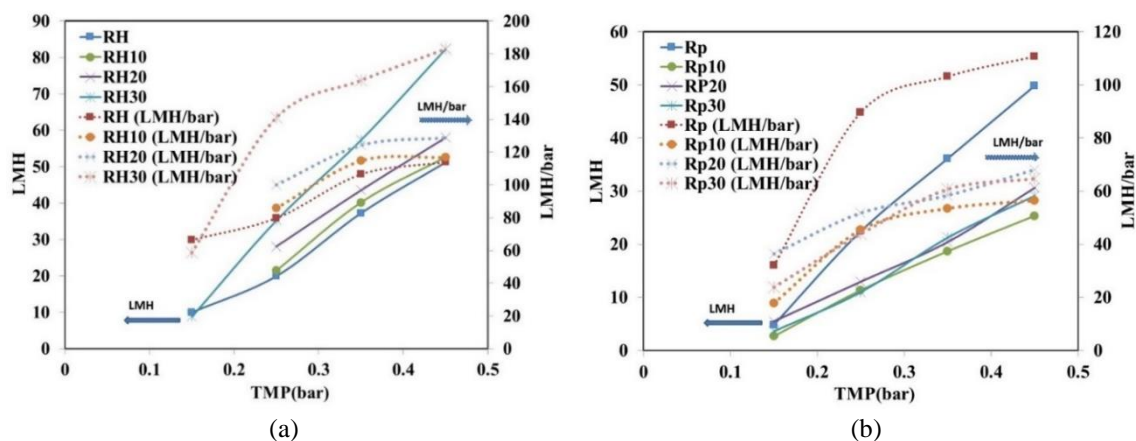 90
80
70
60
50
40
30
20
10
0
LMH
200
180
160
140
120
100
80
60
40
20
0
LMH/bar
RH
RH10
RH20
RH30
RH (LMH/bar)
RH10 (LMH/bar)
RH20 (LMH/bar)
RH30 (LMH/bar)
LMH/bar
LMH
0 0.1 0.2 0.3 0.4 0.5
TMP(bar)
(a)
60
50
40
30
20
10
0
LMH
120
100
80
60
40
20
0
LMH/bar
Rp
Rp10
RP20
Rp30
Rp (LMH/bar)
Rp10 (LMH/bar)
Rp20 (LMH/bar)
Rp30 (LMH/bar)
LMH/bar
LMH
0 0.1 0.2 0.3 0.4 0.5
TMP(bar)
(b)